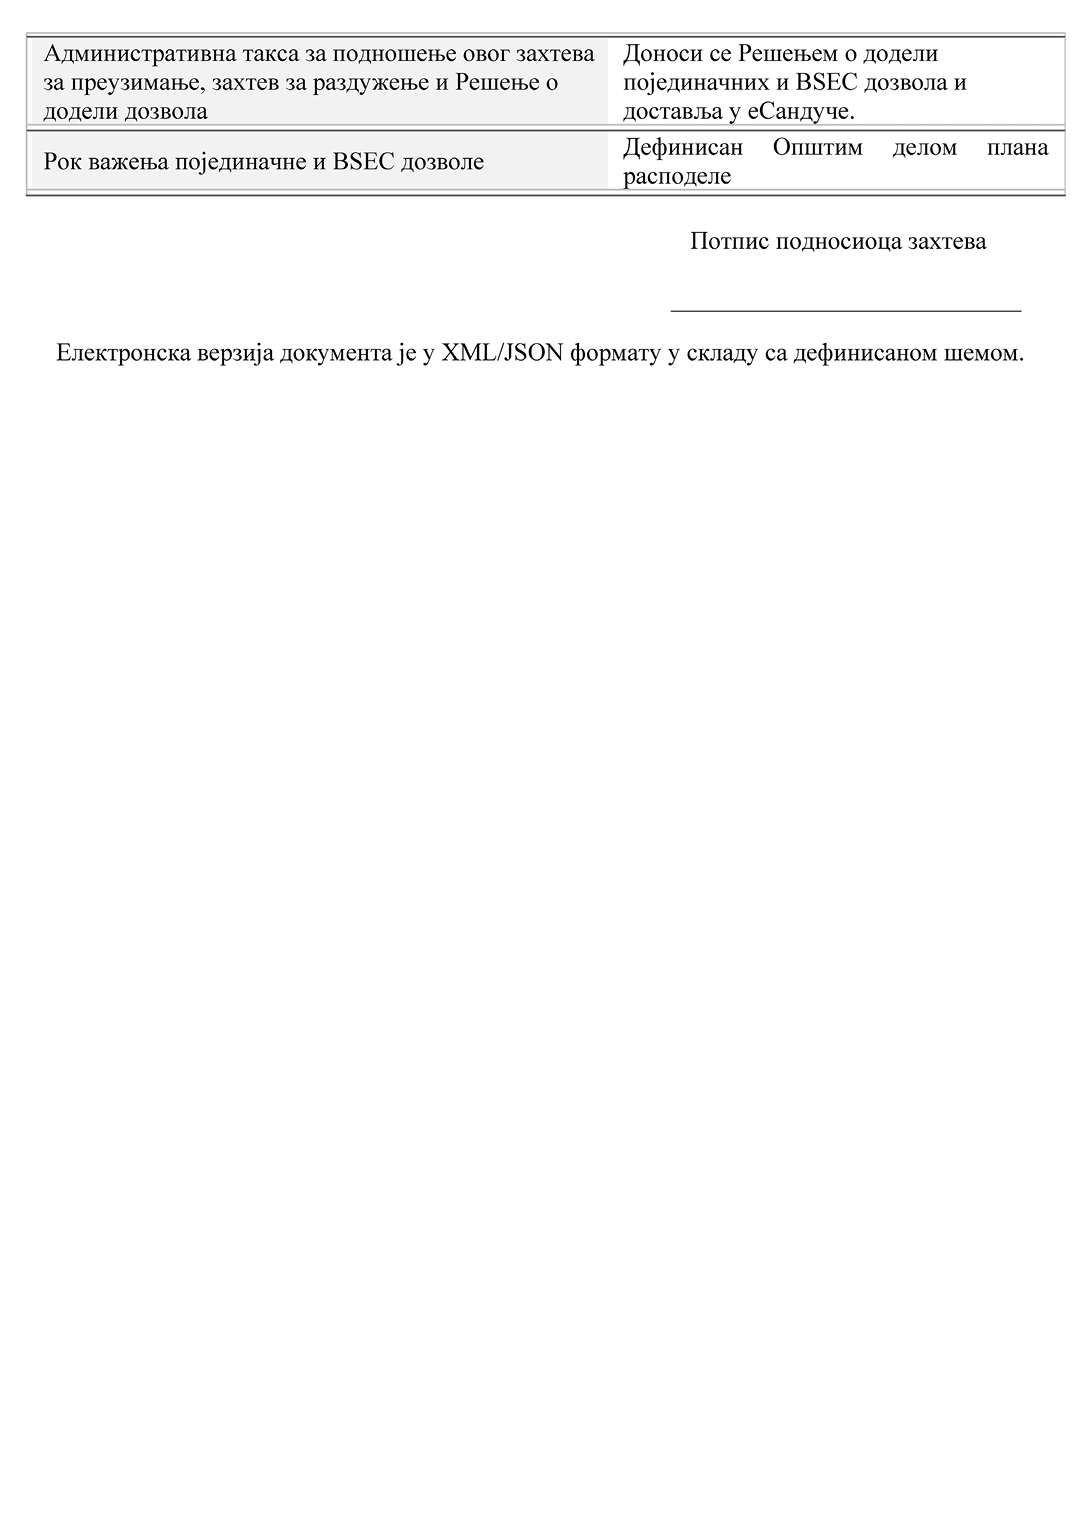 Административна такса за подношење овог захтева
за преузимање, захтев за раздужење и Решење о
додели дозвола
Доноси се Решењем о додели
појединачних и BSEC дозвола и
доставља у еСандуче.
Рок важења појединачне и BSEC дозволе
Дефинисан Општим делом плана
расподеле
Потпис подносиоца захтева
Електронска верзија документа је у XML/JSON формату у складу са дефинисаном шемом.